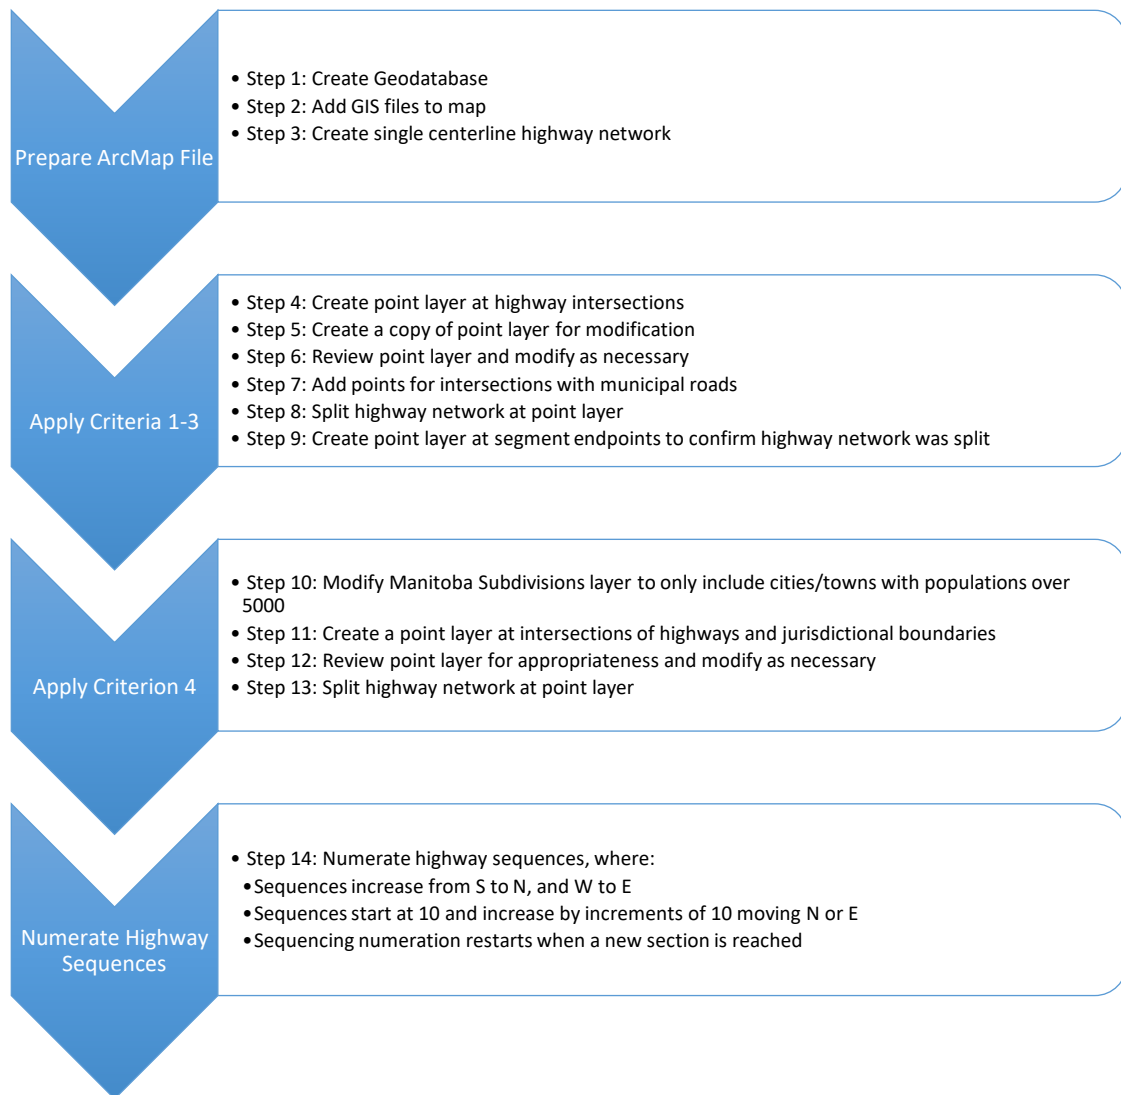 Prepare ArcMap File
• Step 1: Create Geodatabase
• Step 2: Add GIS files to map
• Step 3: Create single centerline highway network
Apply Criteria 1-3
• Step 4: Create point layer at highway intersections
• Step 5: Create a copy of point layer for modification
• Step 6: Review point layer and modify as necessary
• Step 7: Add points for intersections with municipal roads
• Step 8: Split highway network at point layer
• Step 9: Create point layer at segment endpoints to confirm highway network was split
Apply Criterion 4
• Step 10: Modify Manitoba Subdivisions layer to only include cities/towns with populations over
5000
• Step 11: Create a point layer at intersections of highways and jurisdictional boundaries
• Step 12: Review point layer for appropriateness and modify as necessary
• Step 13: Split highway network at point layer
Numerate Highway
Sequences
• Step 14: Numerate highway sequences, where:
•Sequences increase from S to N, and W to E
•Sequences start at 10 and increase by increments of 10 moving N or E
•Sequencing numeration restarts when a new section is reached